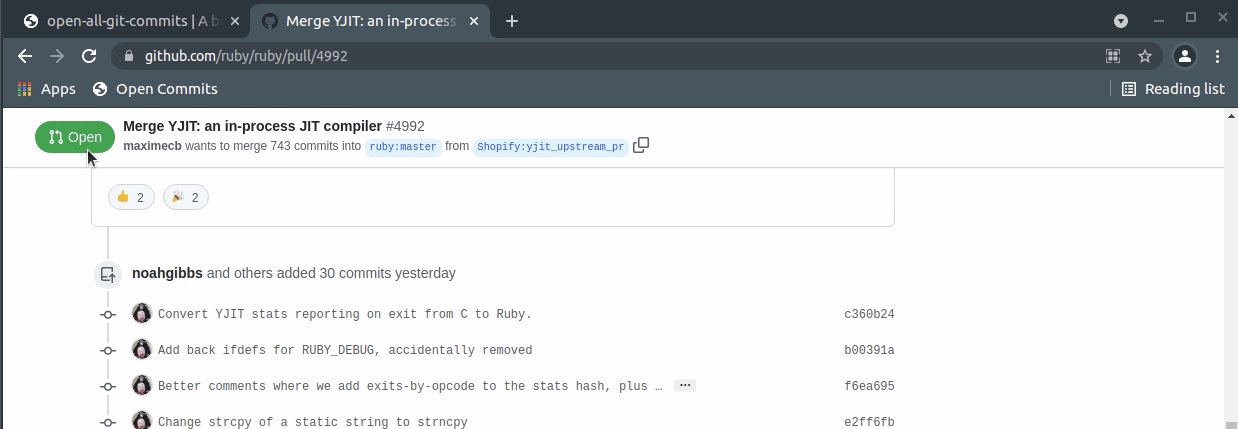 open-all-git-commits | A b
Merge YJIT: an in-process
github.com/ruby/ruby/pull/4992
Apps
Open Commits
Reading list
Open
Merge YJIT: an in-process JIT compiler #4992
maximecb wants to merge 743 commits into ruby:master from Shopify:yjit_upstream_pr
2
2
noahgibbs and others added 30 commits yesterday
Convert YJIT stats reporting on exit from C to Ruby. c360b24
Add back ifdefs for RUBY_DEBUG, accidentally removed b00391a
Better comments where we add exits-by-opcode to the stats hash, plus … f6ea695
Change strcpy of a static string to strncpy e2ff6fb